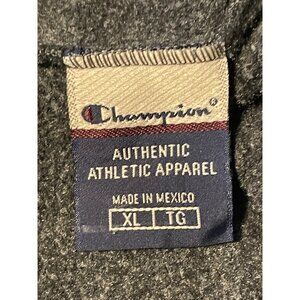 Champion®
AUTHENTIC
ATHLETIC APPAREL
MADE IN MEXICO
XL TG